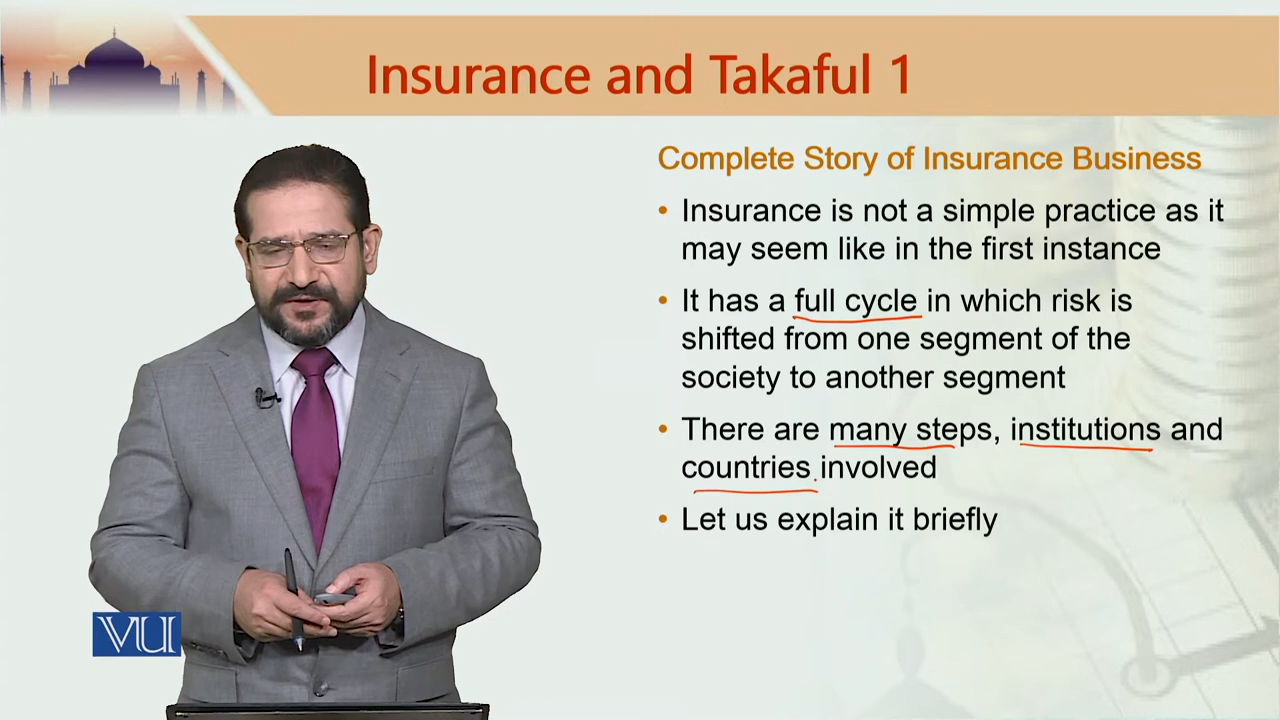 Insurance and Takaful 1
Complete Story of Insurance Business
• Insurance is not a simple practice as it
may seem like in the first instance
• It has a full cycle in which risk is
shifted from one segment of the
society to another segment
• There are many steps, institutions and
countries involved
• Let us explain it briefly
VU